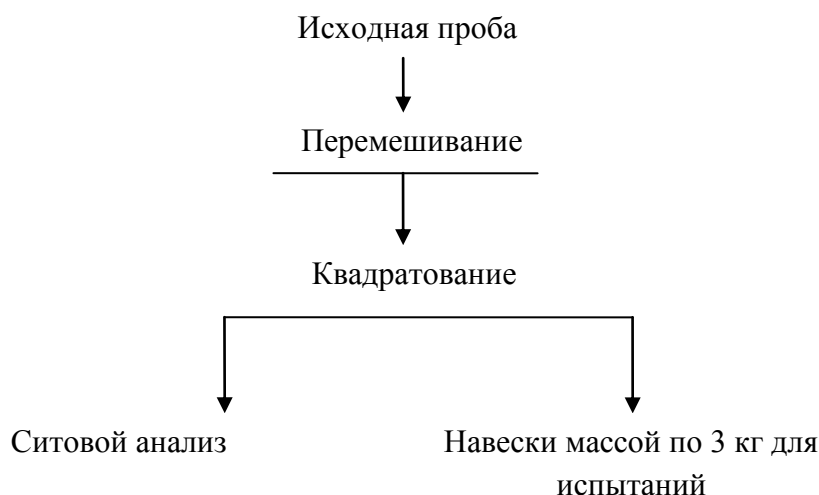 Исходная проба
Перемешивание
Квадратование
Ситовой анализ
Навески массой по 3 кг для
испытаний